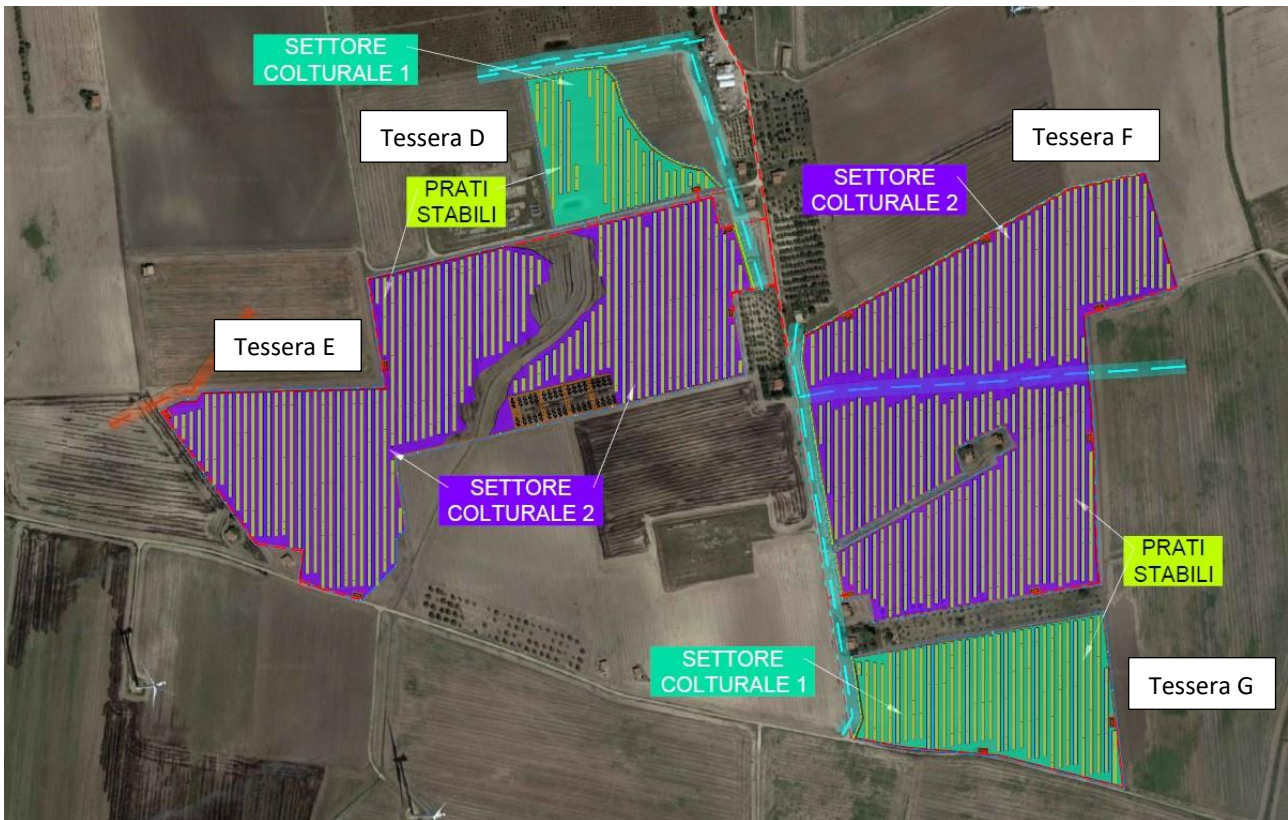 SETTORE
COLTURALE 1
Tessera D
Tessera F
PRATI
STABILI
SETTORE
COLTURALE 2
Tessera E
SETTORE
COLTURALE 2
PRATI
STABILI
SETTORE
COLTURALE 1
Tessera G